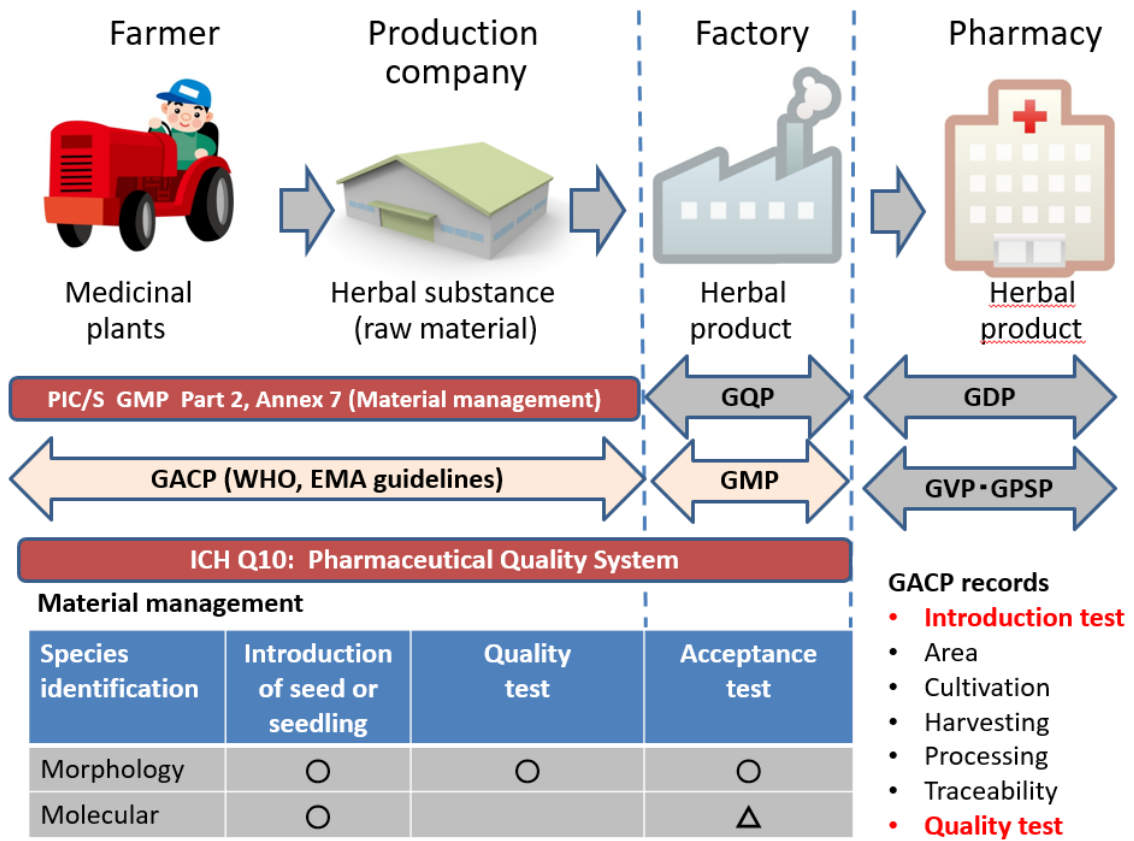 Farmer
Production
company
Factory
Pharmacy
Medicinal
plants
Herbal substance
(raw material)
Herbal
product
Herbal
product
PIC/S GMP Part 2, Annex 7 (Material management)
GQP
GDP
GACP (WHO, EMA guidelines)
GMP
GVP・GPSP
ICH Q10: Pharmaceutical Quality System
Material management
Species
identification
Introduction
of seed or
seedling
Quality
test
Acceptance
test
Morphology ○ ○ ○
Molecular ○ △
GACP records
• Introduction test
• Area
• Cultivation
• Harvesting
• Processing
• Traceability
• Quality test